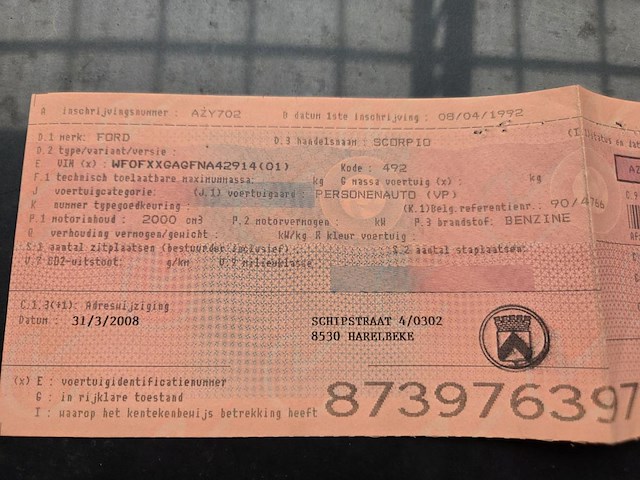 A inschrijvingsnummer : AZY702 B datum 1ste inschrijving : 08/04/1992
D.1 merk: FORD D.3 handelsnaam : SCORPIO
D.2 type/variant/versie :
E. VIN (x) : WFOFXXGAGFNA42914(01) Kode : 492
F.1 technisch toelaatbare maximummassa: kg G massa voertuig (x) : kg
J voertuigcategorie: (J.1) voertuigaard : PERSONENAUTO (VP)
K nummer typegoedkeuring : (K.1)Belg.referentienr. 90/4766
P.1 motorinhoud : 2000 cm3 P.2 motorvermogen: kW P.3 brandstof: BENZINE
Q verhouding vermogen/gewicht : kW/kg R kleur voertuig :
S.1 aantal zitplaatsen (bestuurder inclusief): S.2 aantal staplaatsen:
V.7 CO2-uitstoot: g/km V.9 milieuklasse
C.1.3(+1): Adreswijziging
Datum : 31/3/2008 SCHIPSTRAAT 4/0302
8530 HARELBEKE
(x) E : voertuigidentificatienummer
G : in rijklare toestand
I : waarop het kentekenbewijs betrekking heeft
873976397